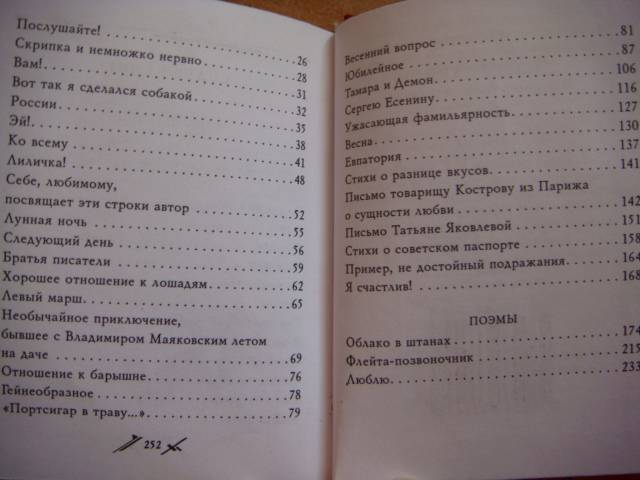 Послушайте! 26
Скрипка и немножко нервно 28
Вам! 31
Вот так я сделался собакой 32
России 35
Эй! 38
Ко всему 41
Лиличка! 48
Себе, любимому,
посвящает эти строки автор 52
Лунная ночь 55
Следующий день 56
Братья писатели 59
Хорошее отношение к лошадям 62
Левый марш 65
Необычайное приключение,
бывшее с Владимиром Маяковским летом
на даче 69
Отношение к барышне 76
Гейнеобразное 78
«Портсигар в траву...» 79
252
Весенний вопрос 81
Юбилейное 87
Тамара и Демон 106
Сергею Есенину 116
Ужасающая фамильярность 127
Весна 130
Евпатория 137
Стихи о разнице вкусов 141
Письмо товарищу Кострову из Парижа
о сущности любви 142
Письмо Татьяне Яковлевой 151
Стихи о советском паспорте 158
Пример, не достойный подражания 164
Я счастлив! 168
ПОЭМЫ
Облако в штанах 174
Флейта-позвоночник 215
Люблю 233